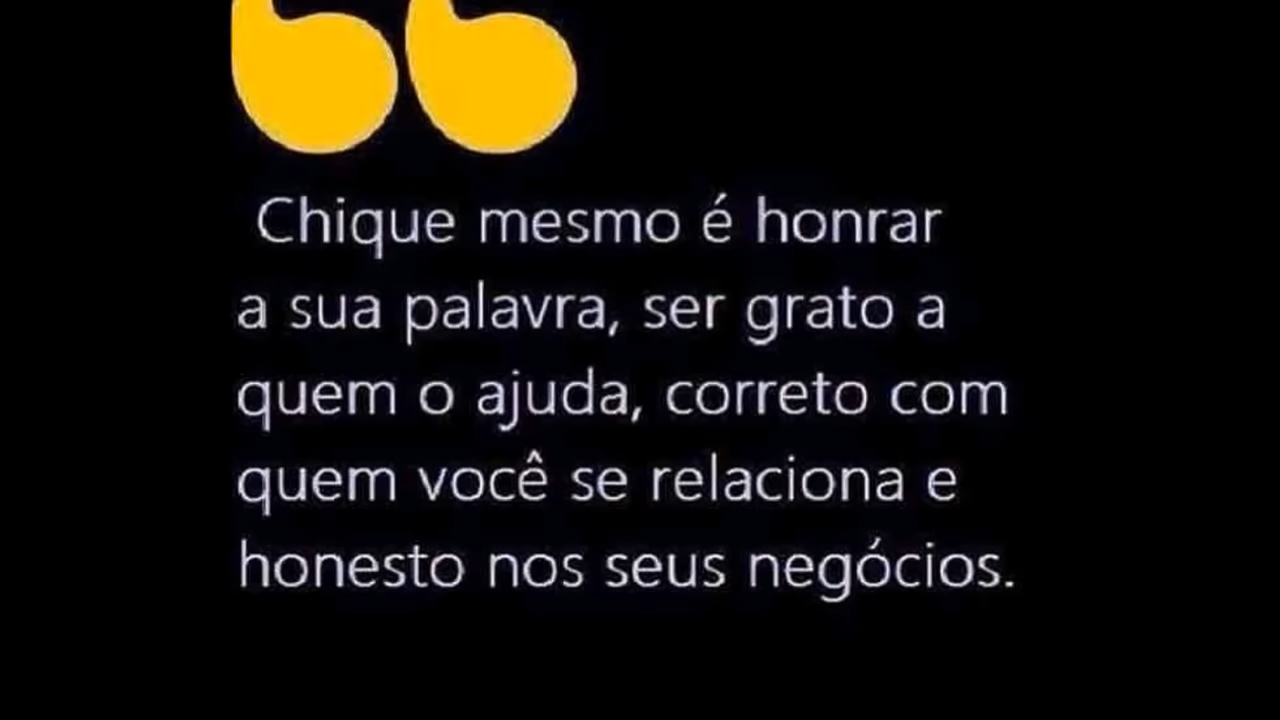 Chique mesmo é honrar
a sua palavra, ser grato a
quem o ajuda, correto com
quem você se relaciona e
honesto nos seus negócios.